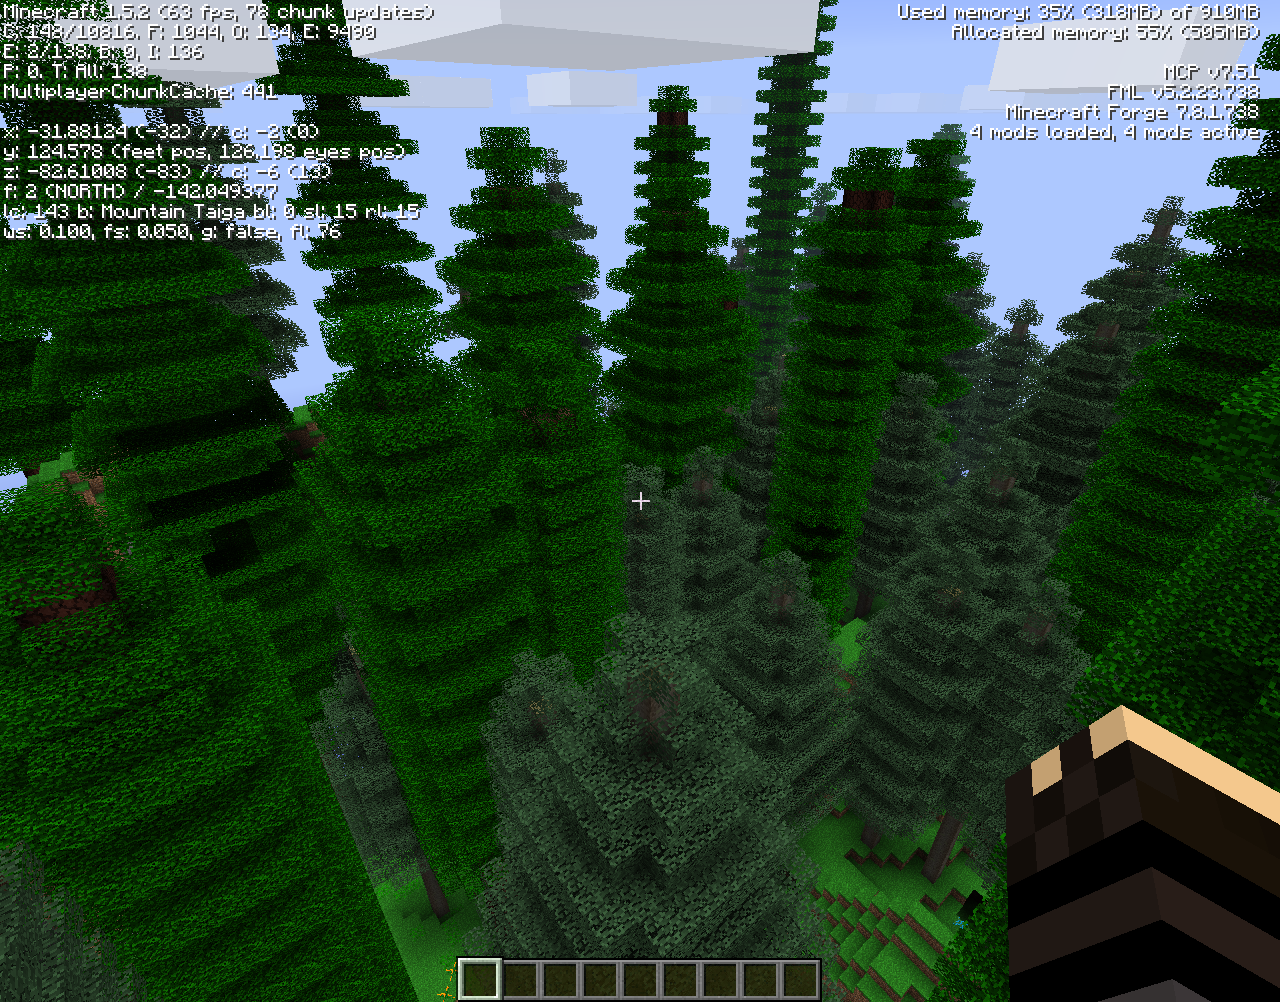 Minecraft 1.5.2 (63 fps, 78 chunk updates)
C: 148/10816. F: 1044, O: 134, E: 9490
E: 2/138. B: 0, I: 136
P: 0. T: All: 138
MultiplayerChunkCache: 441
x: -31.88124 (-32) // c: -2 (0)
y: 124.578 (feet pos, 126.198 eyes pos)
z: -82.61008 (-83) // c: -6 (13)
f: 2 (NORTH) / -142.049377
lc: 143 b: Mountain Taiga bl: 0 sl: 15 rl: 15
ws: 0.100, fs: 0.050, g: false, fl: 76
Used memory: 35% (318MB) of 910MB
Allocated memory: 55% (505MB)
MCP v7.51
FML v5.2.23.738
Minecraft Forge 7.8.1.738
4 mods loaded, 4 mods active